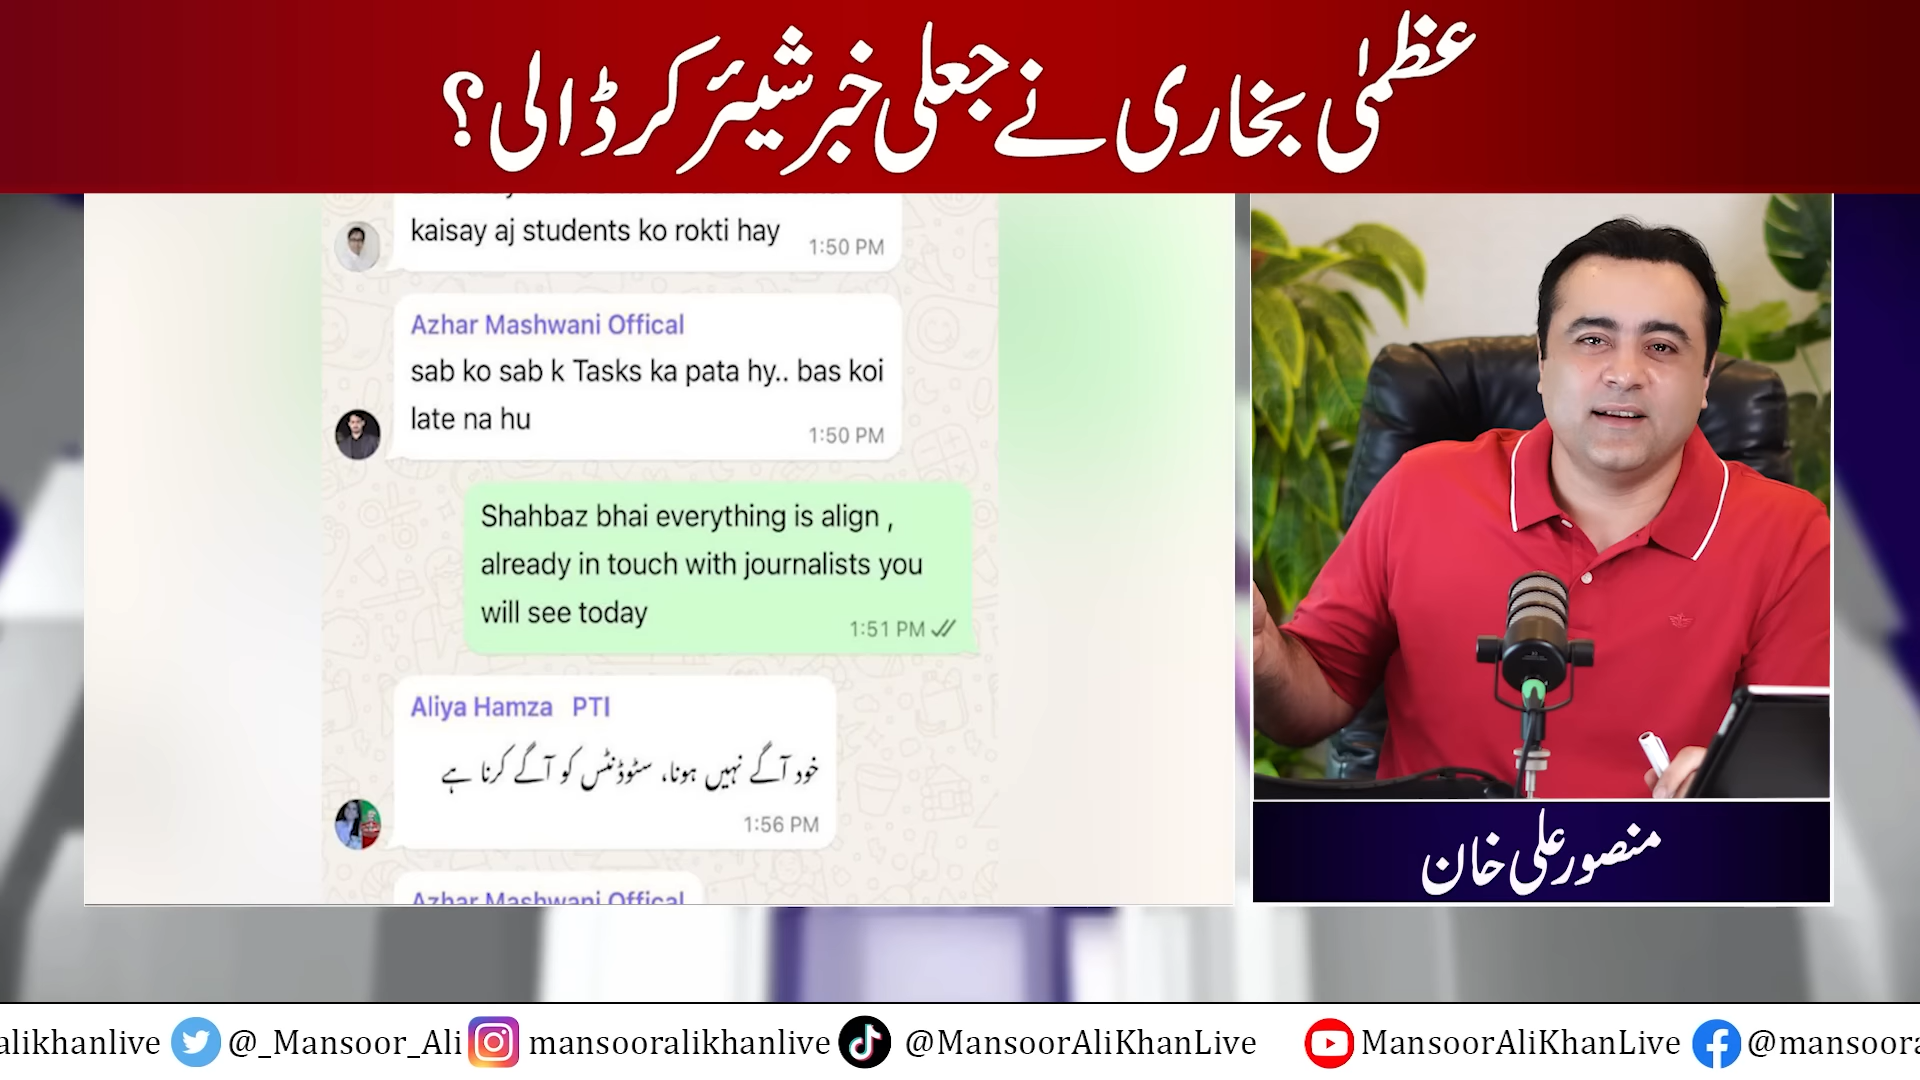 عظمیٰ بخاری نے جعلی خبر شیئر کر ڈالی؟
kaisay aj students ko rokti hay
1:50 PM
Azhar Mashwani Offical
sab ko sab k Tasks ka pata hy.. bas koi
late na hu
1:50 PM
Shahbaz bhai everything is align ,
already in touch with journalists you
will see today
1:51 PM
Aliya Hamza PTI
خود آگے نہیں ہونا، سٹوڈنٹس کو آگے کرنا ہے
1:56 PM
Azhar Mashwani Offical
منصور علی خان
alikhanlive @_Mansoor_Ali mansooralikhanlive @MansoorAliKhanLive MansoorAliKhanLive @mansoora